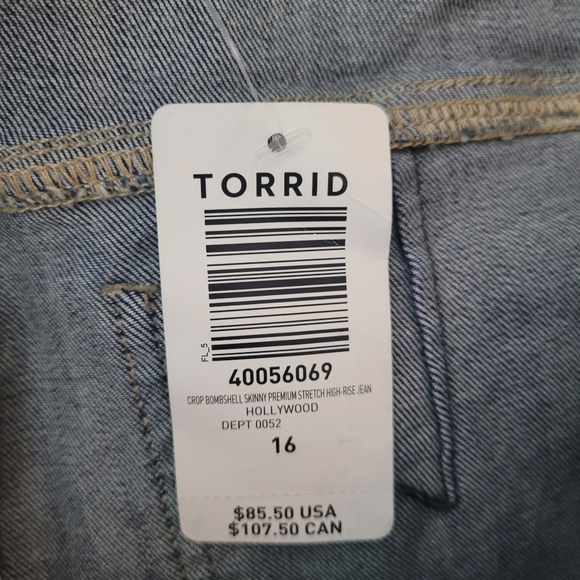 TORRID
FL_5
40056069
CROP BOMBSHELL SKINNY PREMIUM STRETCH HIGH-RISE JEAN
HOLLYWOOD
DEPT 0052
16
$85.50 USA
$107.50 CAN